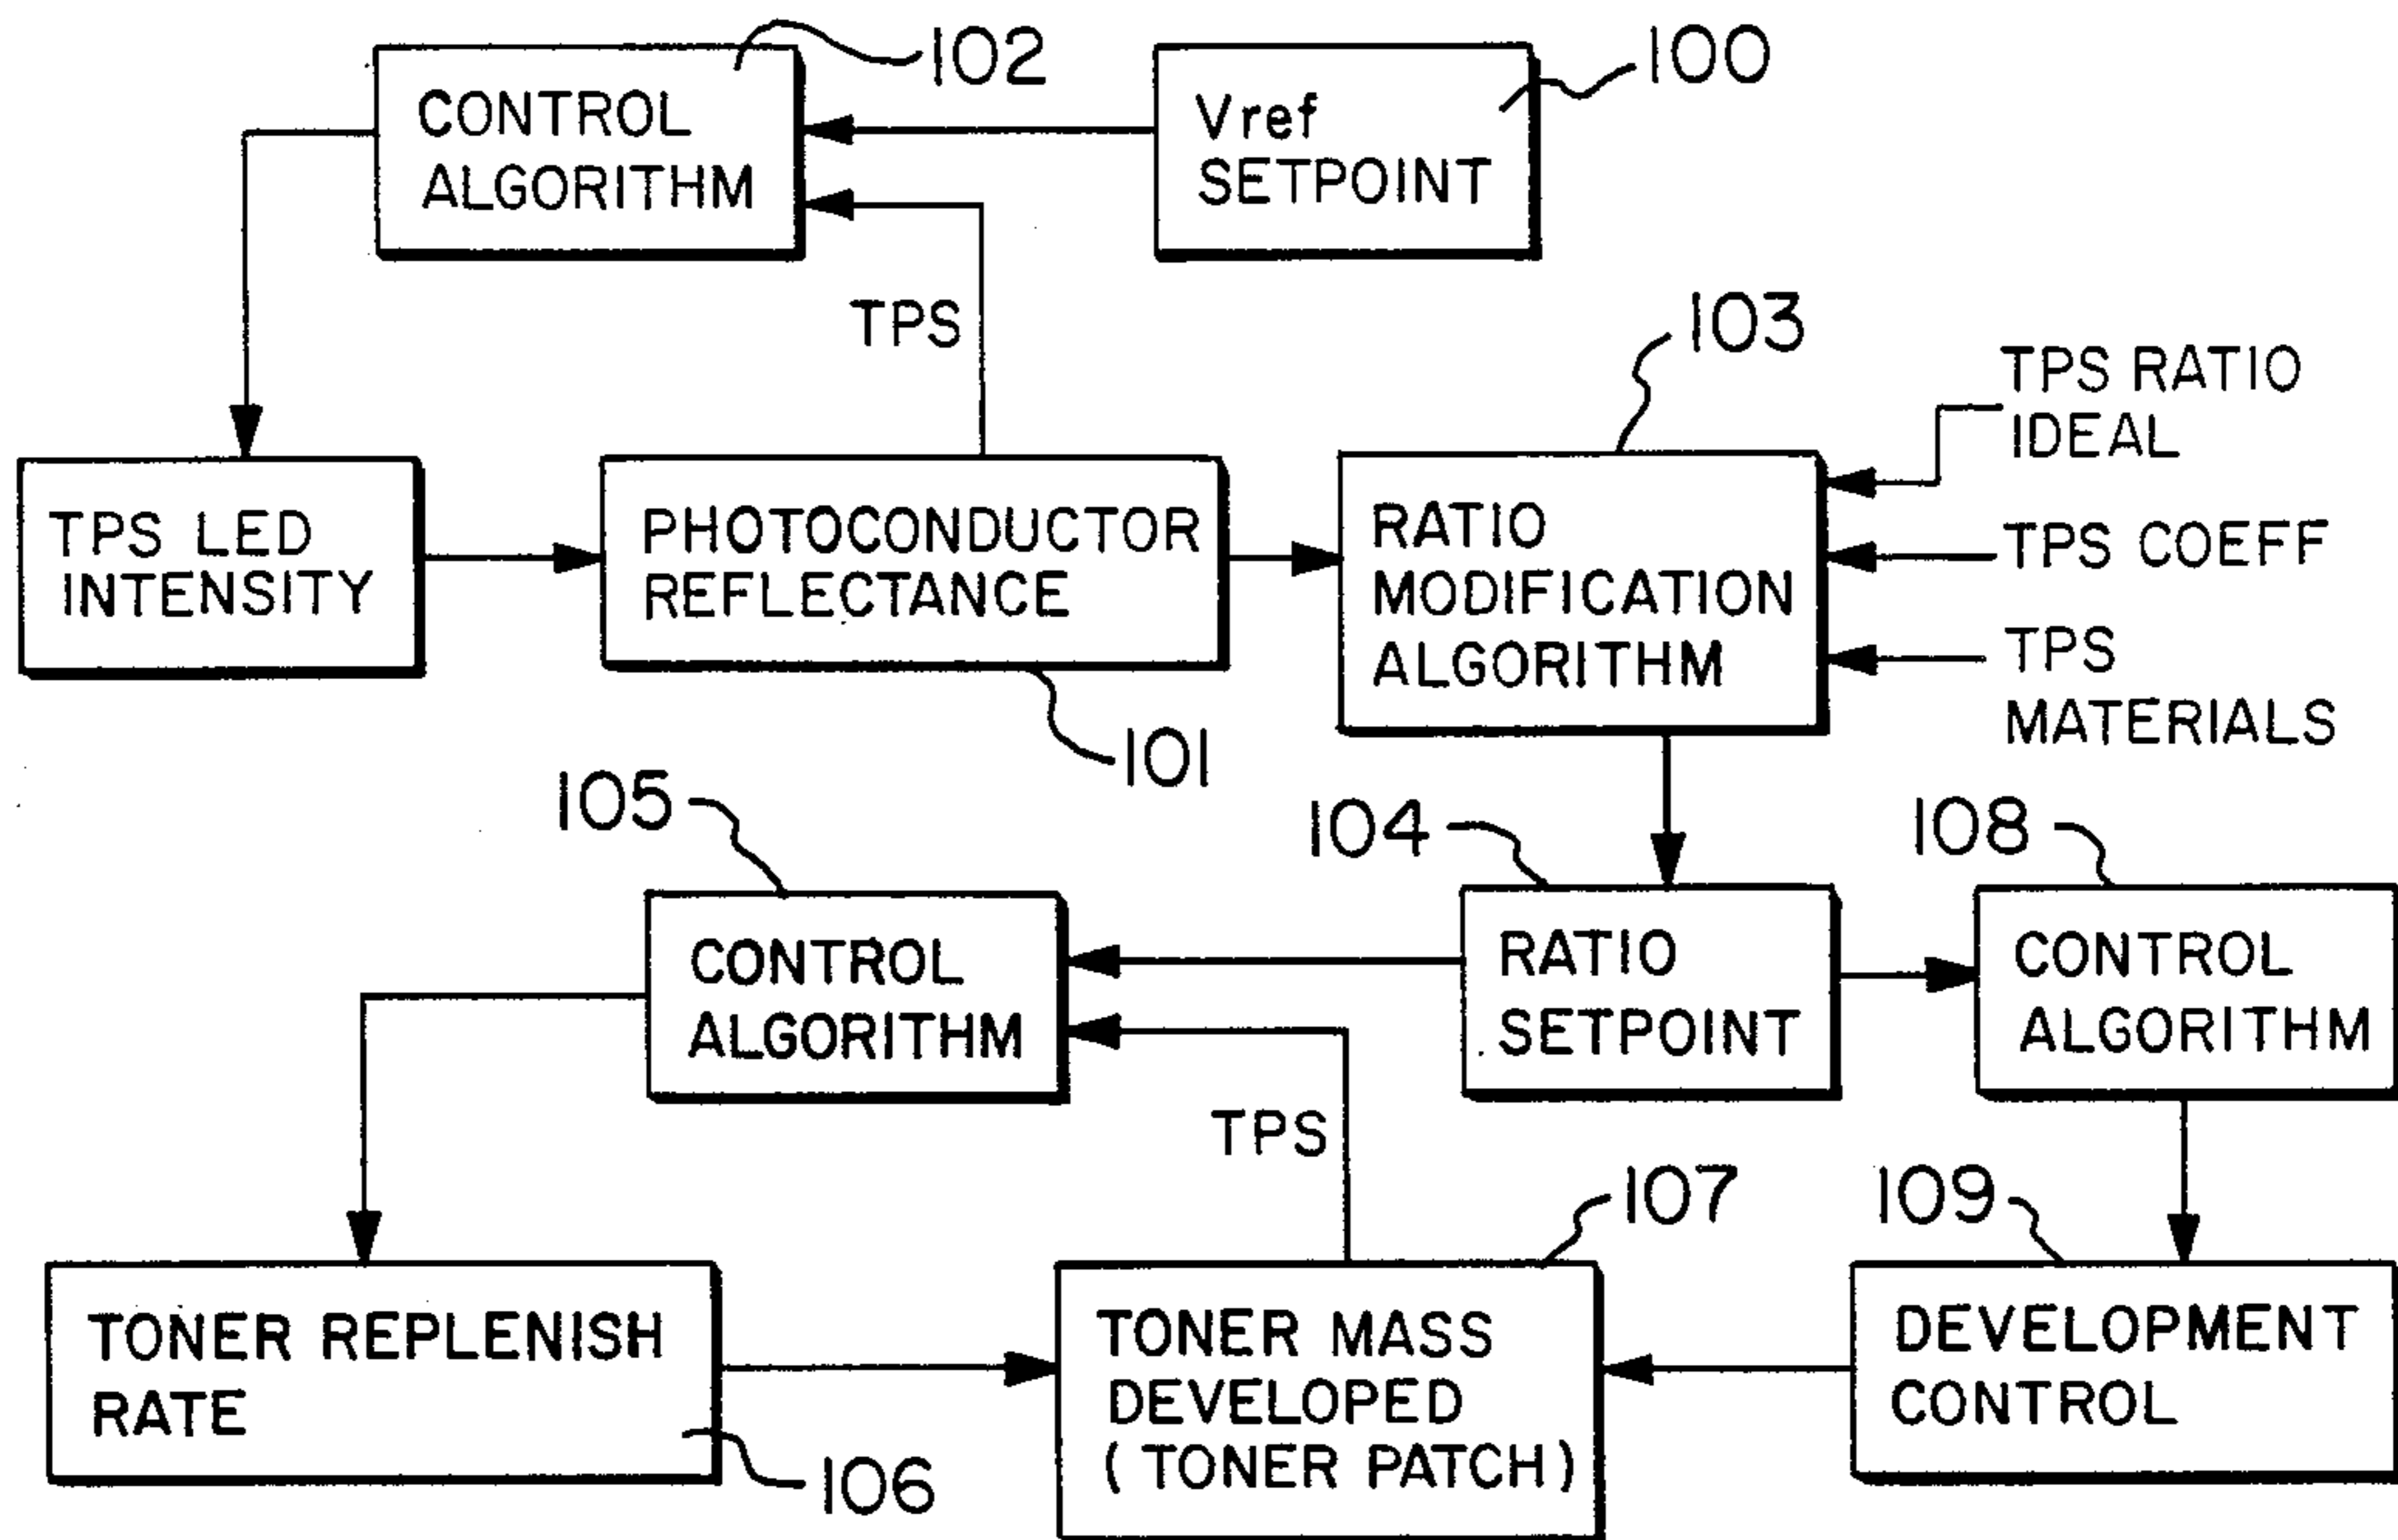 102
100
CONTROL
ALGORITHM
Vref
SETPOINT
TPS
103
TPS RATIO
IDEAL
TPS LED
INTENSITY
PHOTOCONDUCTOR
REFLECTANCE
RATIO
MODIFICATION
ALGORITHM
TPS COEFF
TPS
MATERIALS
101
105
104
108
CONTROL
ALGORITHM
RATIO
SETPOINT
CONTROL
ALGORITHM
TPS
107
109
TONER REPLENISH
RATE
TONER MASS
DEVELOPED
(TONER PATCH)
DEVELOPMENT
CONTROL
106